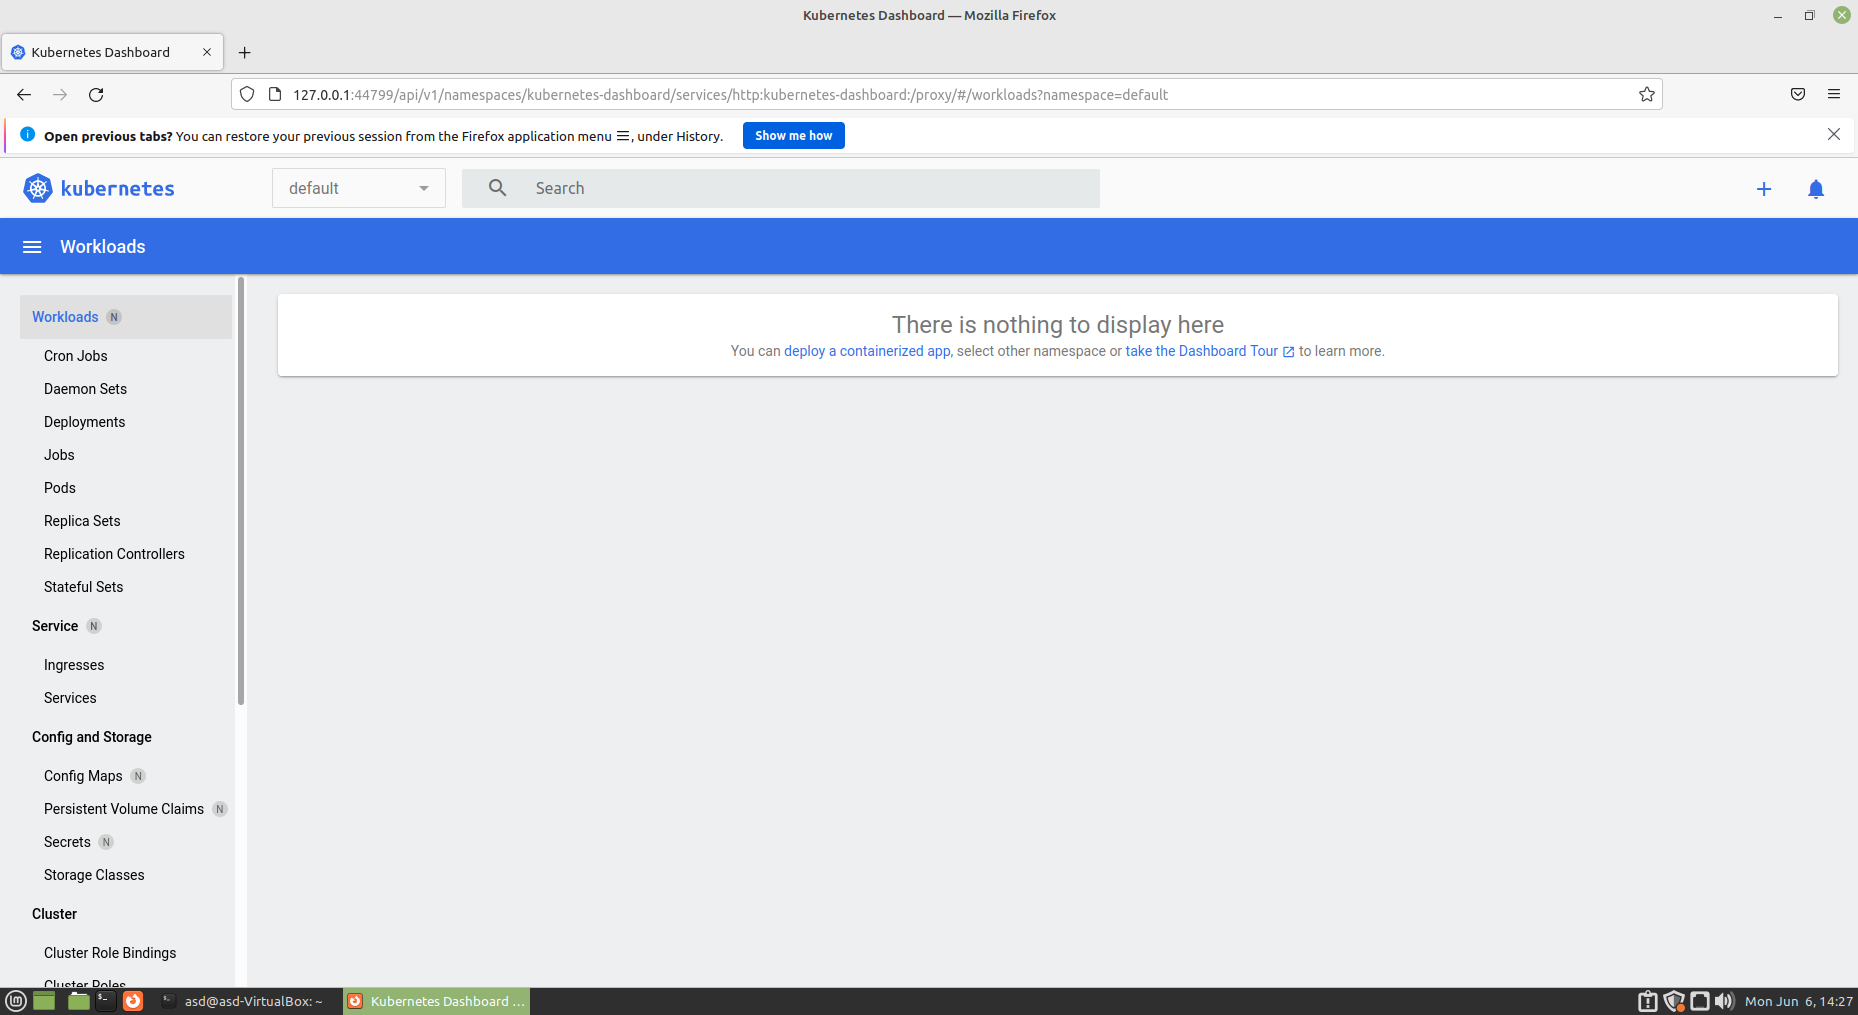 Kubernetes Dashboard — Mozilla Firefox
Kubernetes Dashboard
127.0.0.1:44799/api/v1/namespaces/kubernetes-dashboard/services/http:kubernetes-dashboard:/proxy/#/workloads?namespace=default
Open previous tabs? You can restore your previous session from the Firefox application menu ☰, under History. Show me how
kubernetes default Search
Workloads
Workloads N
There is nothing to display here
You can deploy a containerized app, select other namespace or take the Dashboard Tour to learn more.
Cron Jobs
Daemon Sets
Deployments
Jobs
Pods
Replica Sets
Replication Controllers
Stateful Sets
Service N
Ingresses
Services
Config and Storage
Config Maps N
Persistent Volume Claims N
Secrets N
Storage Classes
Cluster
Cluster Role Bindings
Cluster Roles
asd@asd-VirtualBox: ~ Kubernetes Dashboard ... Mon Jun 6, 14:27